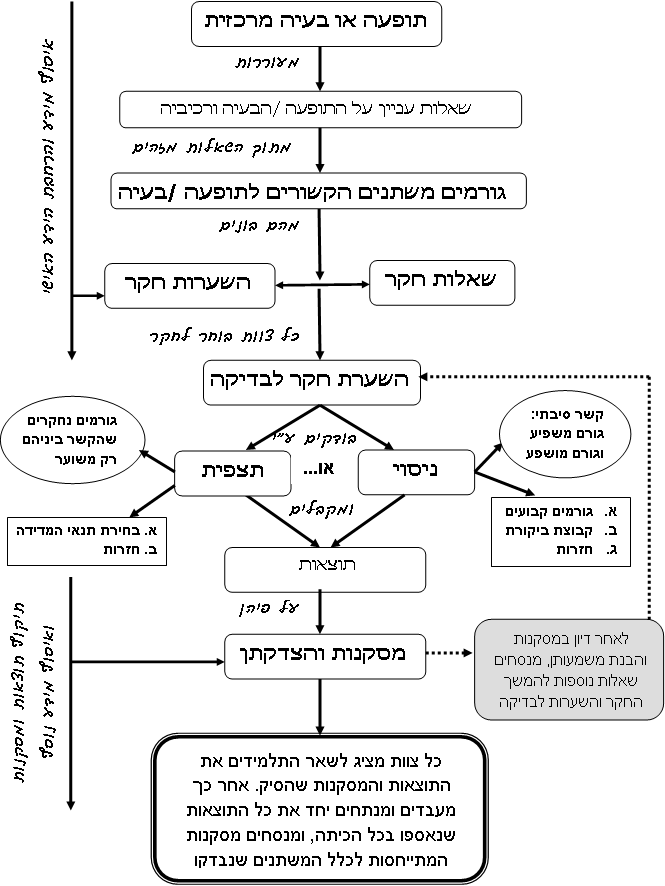 תופעה או בעיה מרכזית
מעוררות
שאלות עניין על התופעה /הבעיה ורכיביה
מתוך השאלות מזהים
גורמים משתנים הקשורים לתופעה /בעיה
מהם בונים
שאלות חקר
השערות חקר
כל צוות בוחר לחקר
השערת חקר לבדיקה
בודקים ע"י
קשר סיבתי:
גורם משפיע
וגורם מושפע
גורמים נחקרים
שהקשר ביניהם
רק משוער
ניסוי
או...
תצפית
א. גורמים קבועים
ב. קבוצת ביקורת
ג. חזרות
א. בחירת תנאי המדידה
ב. חזרות
ומקבלים
תוצאות
על פיהן
מסקנות והצדקתן
לאחר דיון במסקנות
והבנת משמעותן, מנסחים
שאלות נוספות להמשך
החקר והשערות לבדיקה
כל צוות מציג לשאר התלמידים את
התוצאות והמסקנות שהסיק. אחר כך
מעבדים ומנתחים יחד את כל התוצאות
שנאספו בכל הכיתה, ומנסחים מסקנות
המתייחסות לכלל המשתנים שנבדקו
איסוף מידע והרחבת הידע האישי
תיקוף תוצאות ומסקנות
ואיסוף מידע נוסף